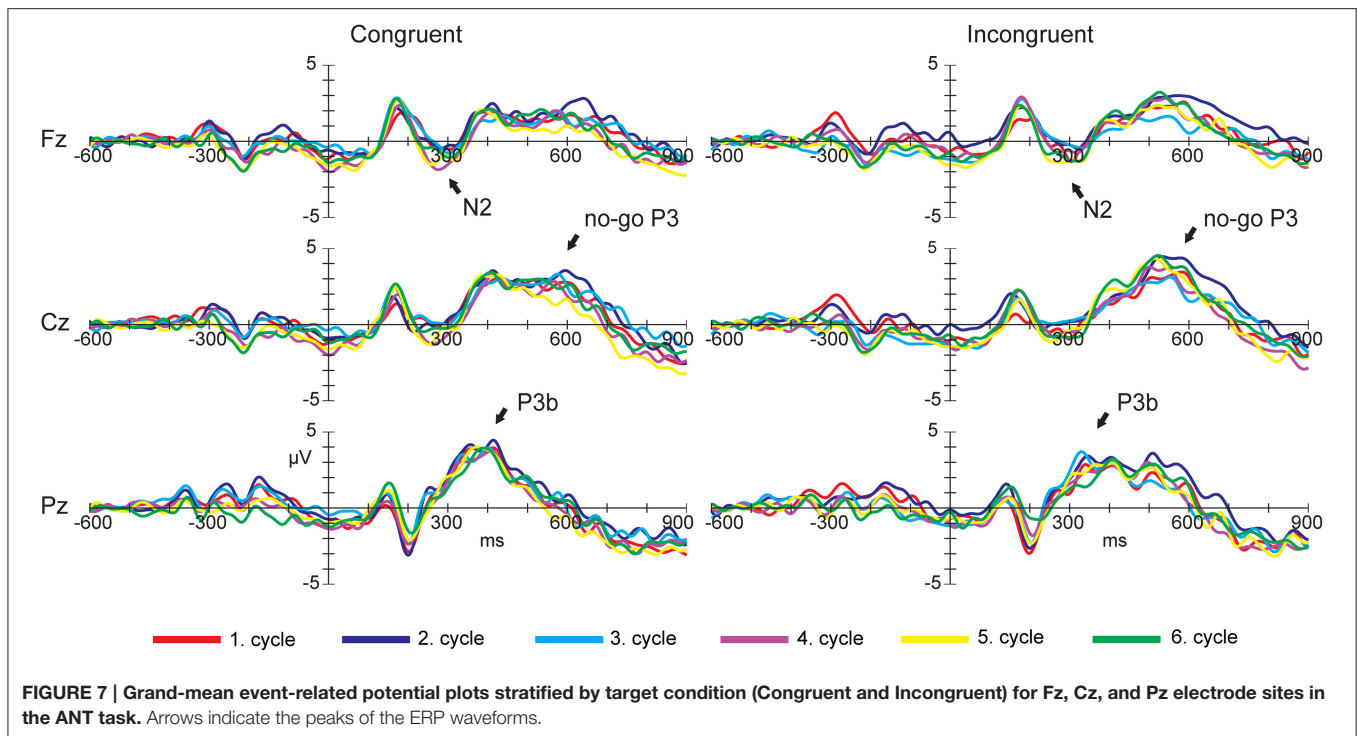 Congruent Incongruent
5 5
Fz -600 -300 300 600 900 -600 -300 300 600 900
N2 N2
-5 -5
no-go P3 no-go P3
5 5
Cz -600 -300 300 600 900 -600 -300 300 600 900
-5 -5
P3b P3b
5 5
µV
Pz -600 -300 300 600 900 -600 -300 300 600 900
ms ms
-5 -5
1. cycle 2. cycle 3. cycle 4. cycle 5. cycle 6. cycle
FIGURE 7 | Grand-mean event-related potential plots stratified by target condition (Congruent and Incongruent) for Fz, Cz, and Pz electrode sites in
the ANT task. Arrows indicate the peaks of the ERP waveforms.